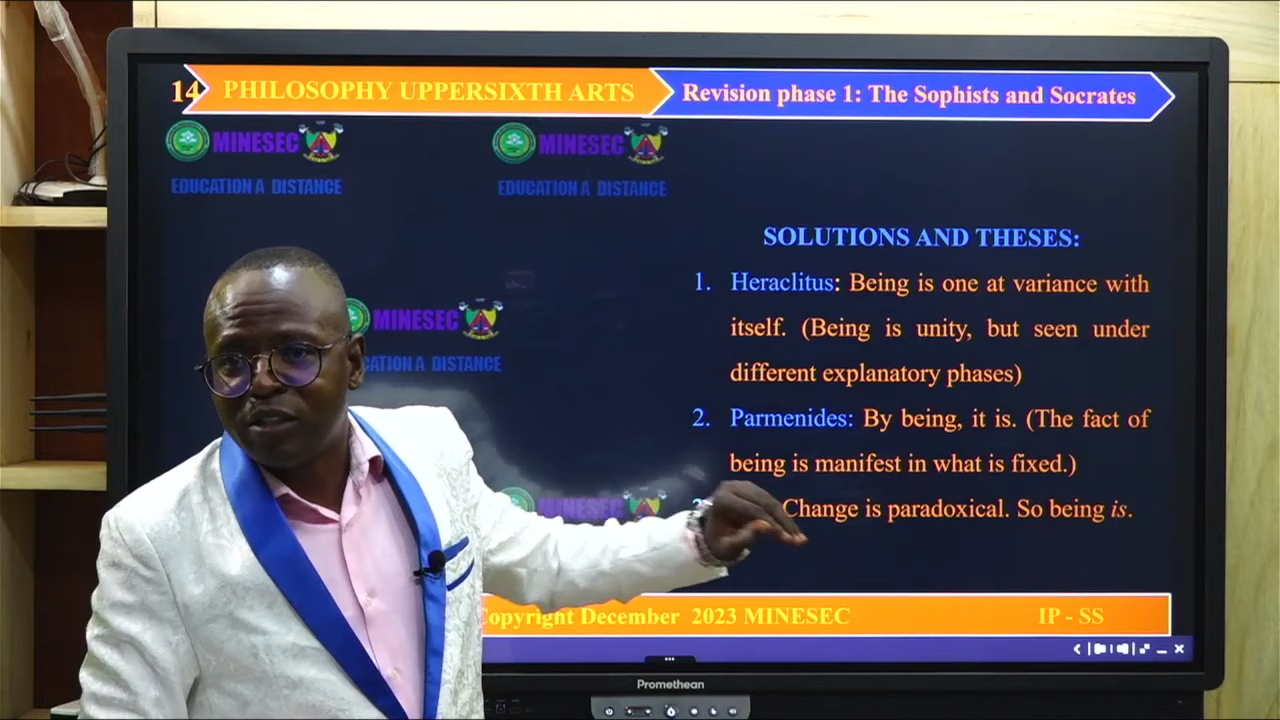 14 PHILOSOPHY UPPERSIXTH ARTS Revision phase 1: The Sophists and Socrates
MINESEC MINESEC
EDUCATION A DISTANCE EDUCATION A DISTANCE
SOLUTIONS AND THESES:
1. Heraclitus: Being is one at variance with
itself. (Being is unity, but seen under
different explanatory phases)
MINESEC
CATION A DISTANCE
2. Parmenides: By being, it is. (The fact of
being is manifest in what is fixed.)
MINESEC
Change is paradoxical. So being is.
Copyright December 2023 MINESEC IP - SS
Promethean